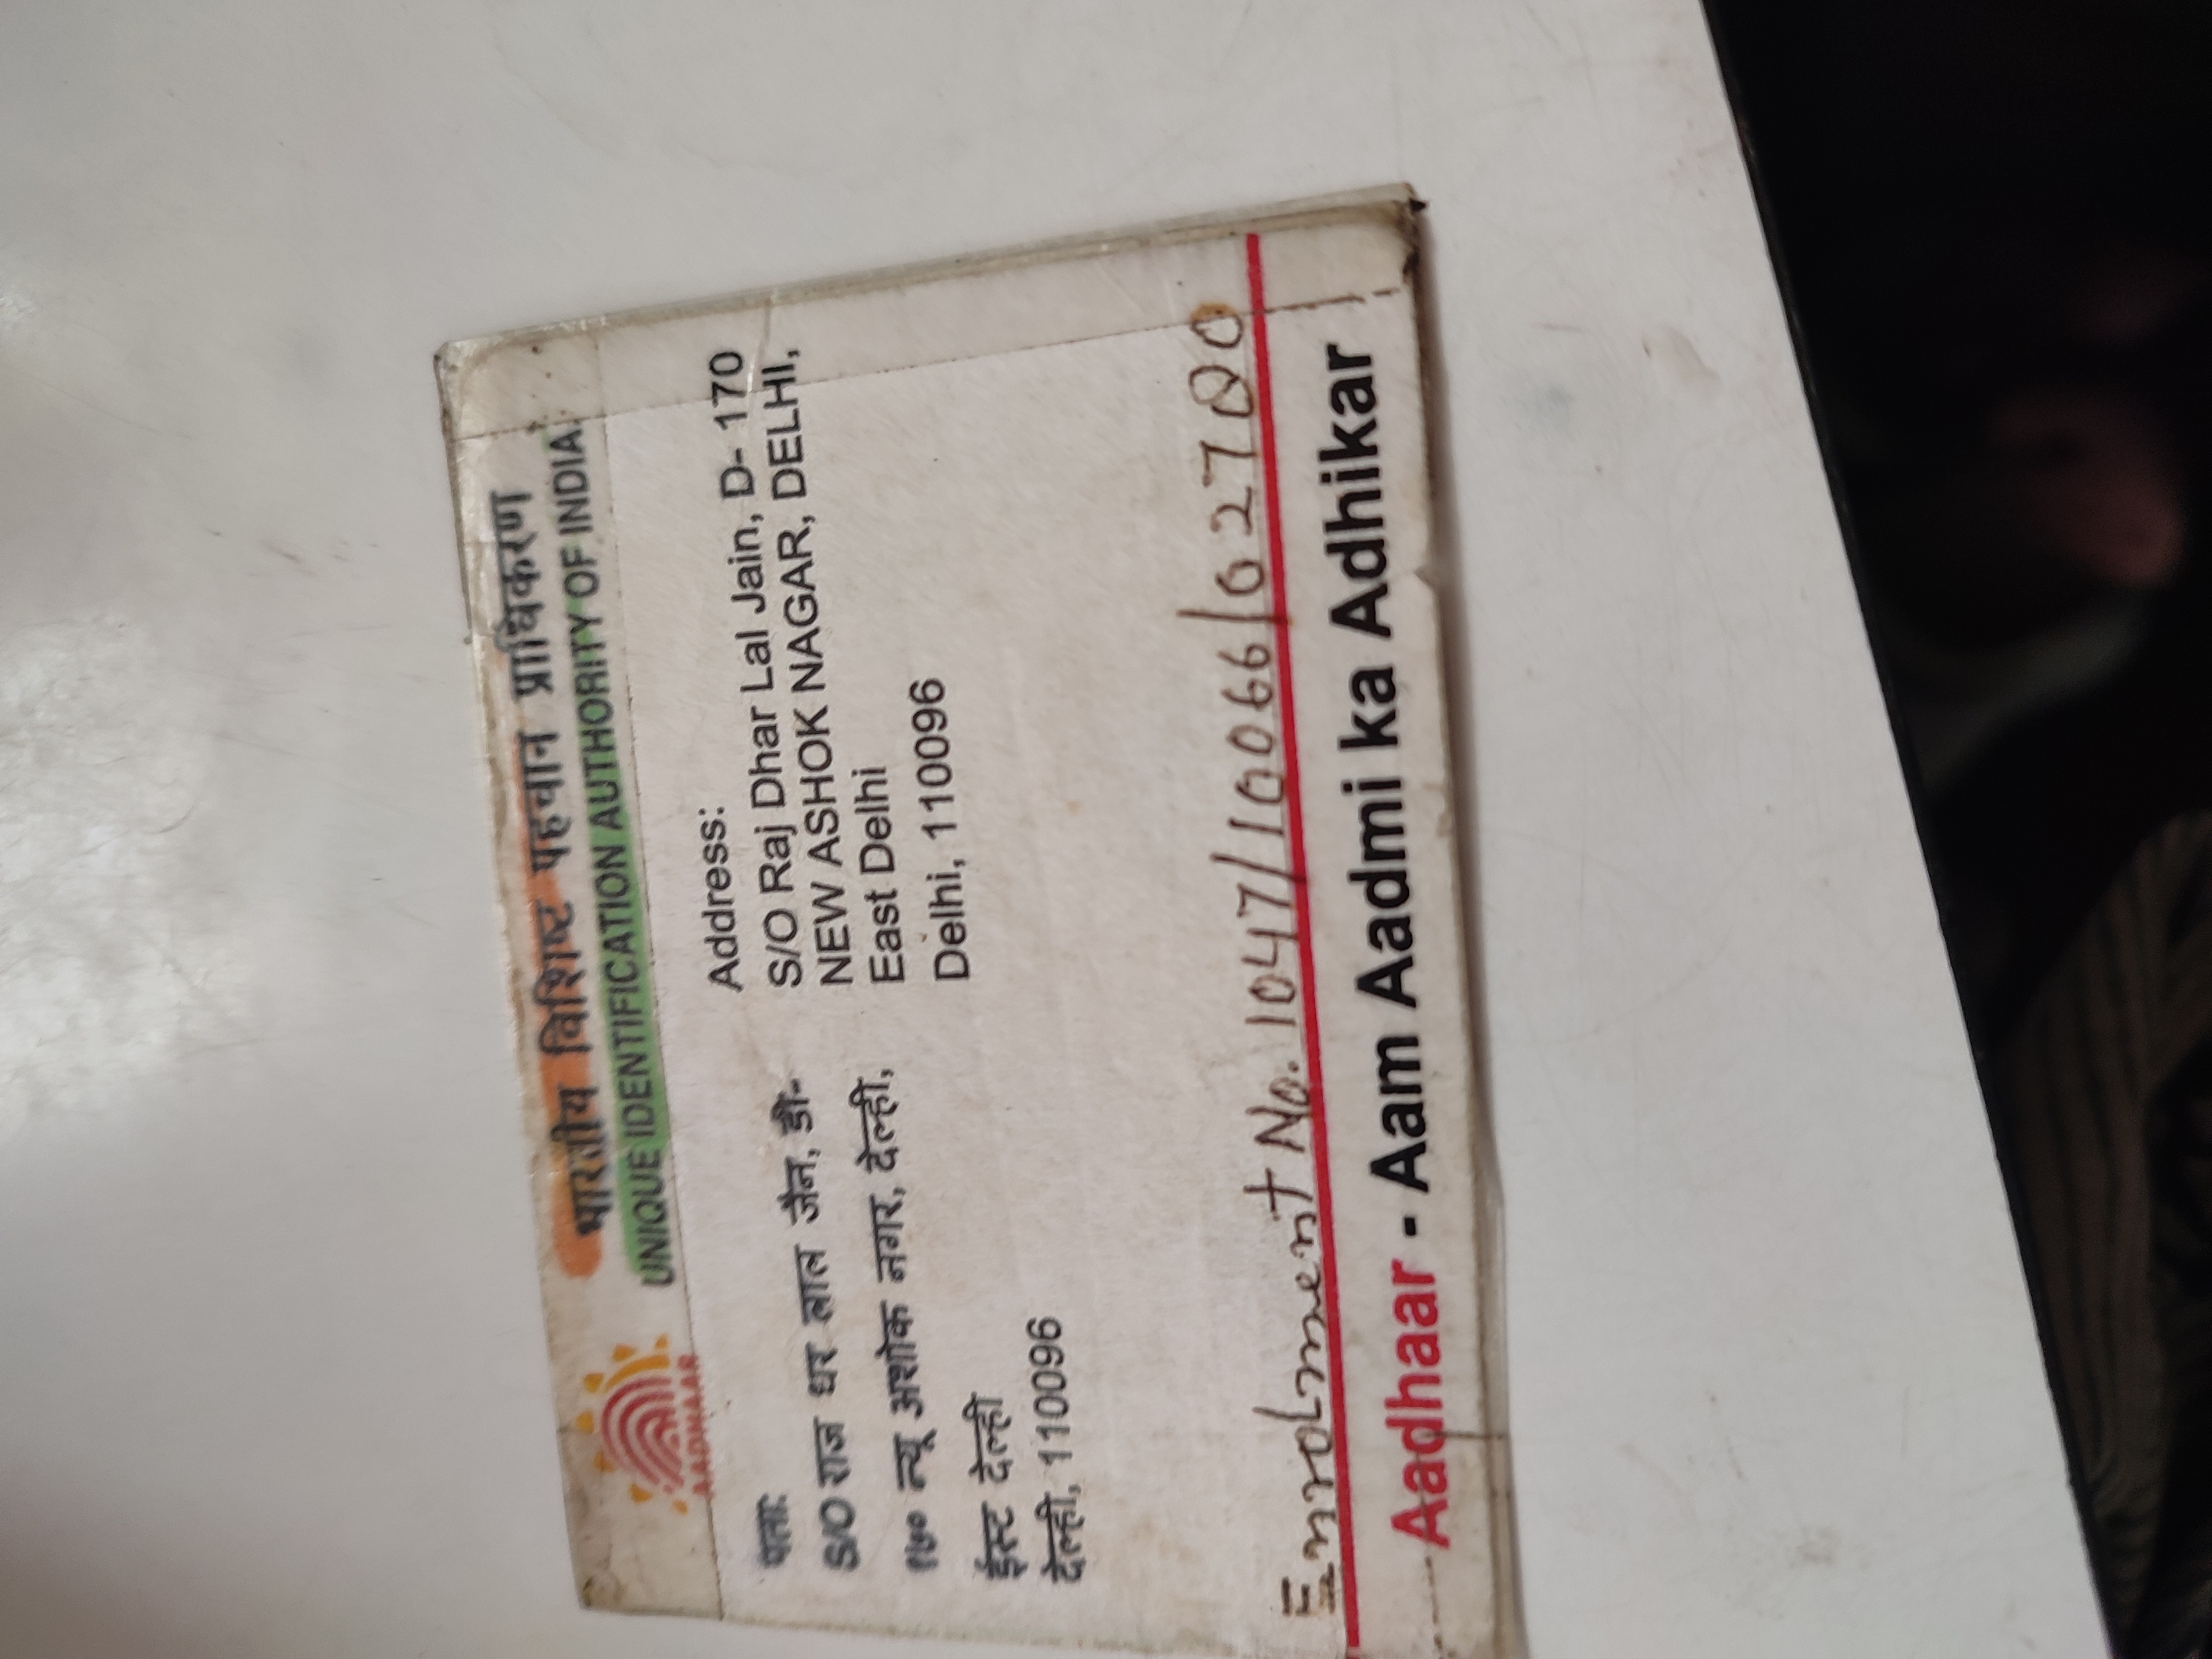 भारतीय विशिष्ट पहचान प्राधिकरण
UNIQUE IDENTIFICATION AUTHORITY OF INDIA
AADHAAR
पता:
S/O राज धर लाल जैन, डी-
१७० न्यू अशोक नगर, देल्ही,
ईस्ट देल्ही
देल्ही, 110096
Address:
S/O Raj Dhar Lal Jain, D- 170
NEW ASHOK NAGAR, DELHI,
East Delhi
Delhi, 110096
Enrolment No. 1047/10066/02700
Aadhaar - Aam Aadmi ka Adhikar